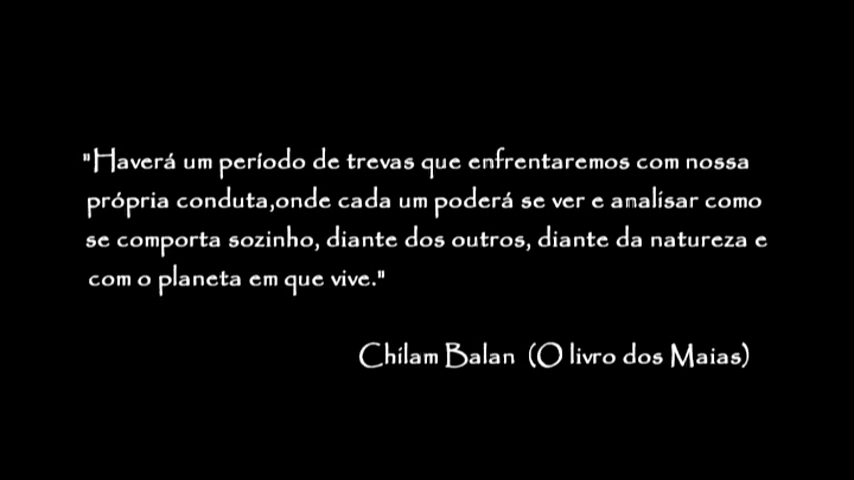 "Haverá um período de trevas que enfrentaremos com nossa
própria conduta,onde cada um poderá se ver e analisar como
se comporta sozinho, diante dos outros, diante da natureza e
com o planeta em que vive."
Chilam Balan (O livro dos Maias)